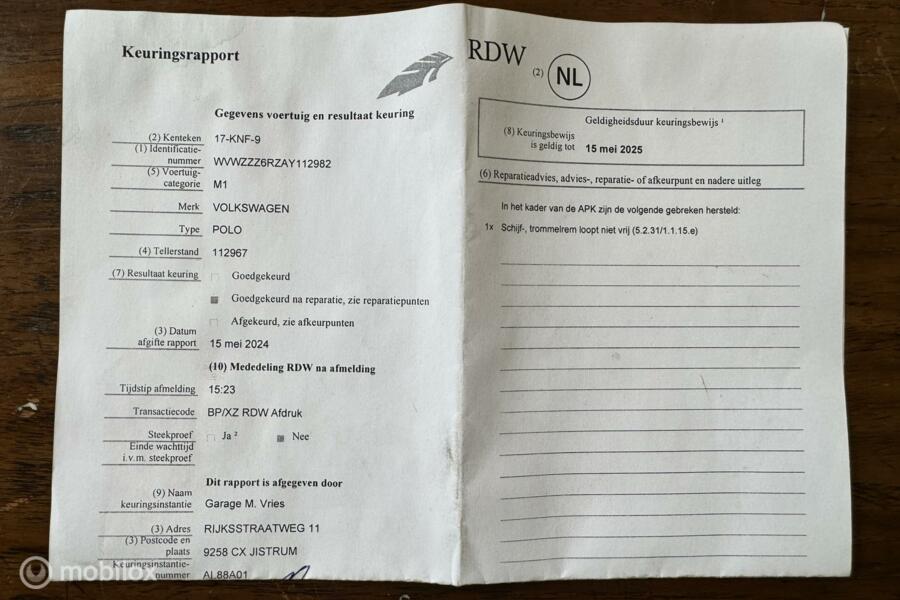 Keuringsrapport
Gegevens voertuig en resultaat keuring
(2) Kenteken 17-KNF-9
(1) Identificatie-
nummer WVWZZZ6RZAY112982
(5) Voertuig-
categorie M1
Merk VOLKSWAGEN
Type POLO
(4) Tellerstand 112967
(7) Resultaat keuring Goedgekeurd
Goedgekeurd na reparatie, zie reparatiepunten
Afgekeurd, zie afkeurpunten
(3) Datum
afgifte rapport 15 mei 2024
(10) Mededeling RDW na afmelding
Tijdstip afmelding 15:23
Transactiecode BP/XZ RDW Afdruk
Steekproef Ja 2 Nee
Einde wachttijd
i.v.m. steekproef
Dit rapport is afgegeven door
(9) Naam
keuringsinstantie Garage M. Vries
(3) Adres RIJKSSTRAATWEG 11
(3) Postcode en
plaats 9258 CX JISTRUM
Keuringsinstantie-
nummer AL88A01
RDW (2) NL
Geldigheidsduur keuringsbewijs 1
(8) Keuringsbewijs
is geldig tot 15 mei 2025
(6) Reparatieadvies, advies-, reparatie- of afkeurpunt en nadere uitleg
In het kader van de APK zijn de volgende gebreken hersteld:
1x Schijf-, trommelrem loopt niet vrij (5.2.31/1.1.15.e)
mobilox